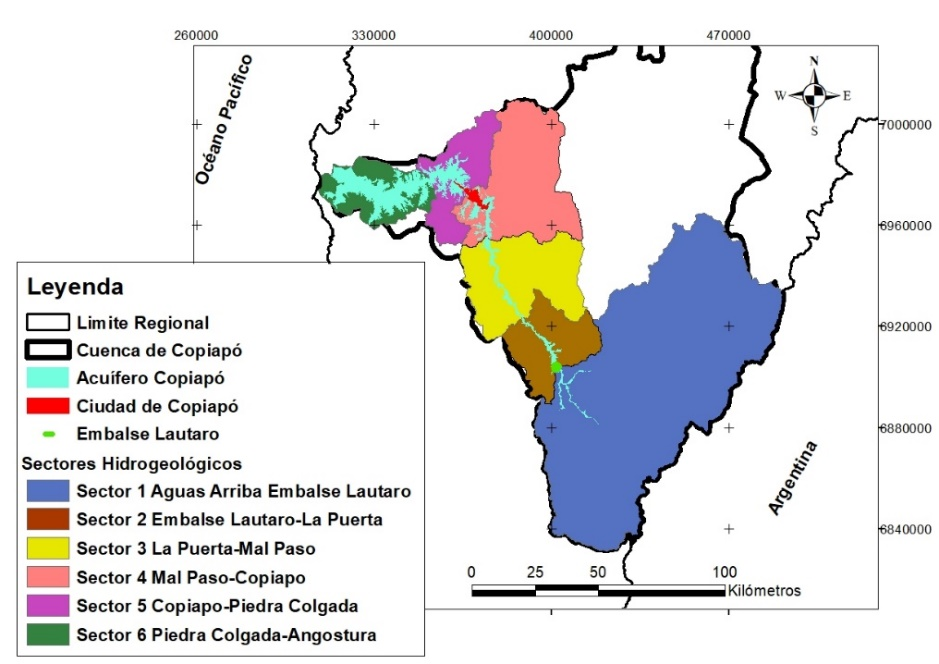 260000 330000 400000 470000
Océano Pacífico
N
W E
S
7000000
6960000
6920000
6880000
6840000
Argentina
0 25 50 100
Kilómetros
Leyenda
Limite Regional
Cuenca de Copiapó
Acuífero Copiapó
Ciudad de Copiapó
Embalse Lautaro
Sectores Hidrogeológicos
Sector 1 Aguas Arriba Embalse Lautaro
Sector 2 Embalse Lautaro-La Puerta
Sector 3 La Puerta-Mal Paso
Sector 4 Mal Paso-Copiapo
Sector 5 Copiapo-Piedra Colgada
Sector 6 Piedra Colgada-Angostura